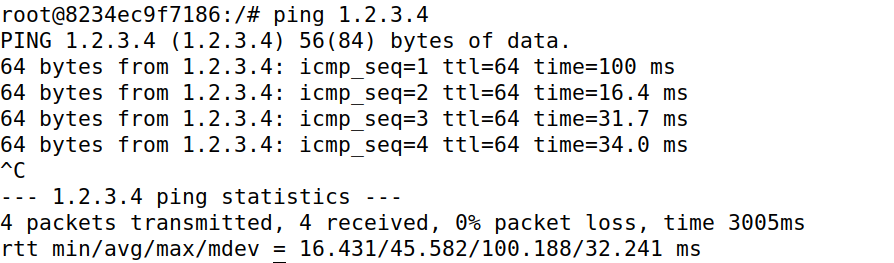 root@8234ec9f7186:/# ping 1.2.3.4
PING 1.2.3.4 (1.2.3.4) 56(84) bytes of data.
64 bytes from 1.2.3.4: icmp_seq=1 ttl=64 time=100 ms
64 bytes from 1.2.3.4: icmp_seq=2 ttl=64 time=16.4 ms
64 bytes from 1.2.3.4: icmp_seq=3 ttl=64 time=31.7 ms
64 bytes from 1.2.3.4: icmp_seq=4 ttl=64 time=34.0 ms
^C
--- 1.2.3.4 ping statistics ---
4 packets transmitted, 4 received, 0% packet loss, time 3005ms
rtt min/avg/max/mdev = 16.431/45.582/100.188/32.241 ms